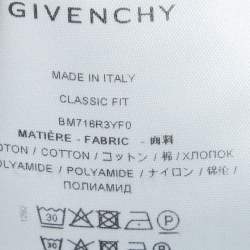 GIVENCHY
MADE IN ITALY
CLASSIC FIT
BM716R3YF0
MATIÈRE - FABRIC - 面料
OTON / COTTON / コットン / 棉 / ХЛОПОК
OLYAMIDE / POLYAMIDE / ナイロン / 锦纶 /
ПОЛИАМИД
30 P